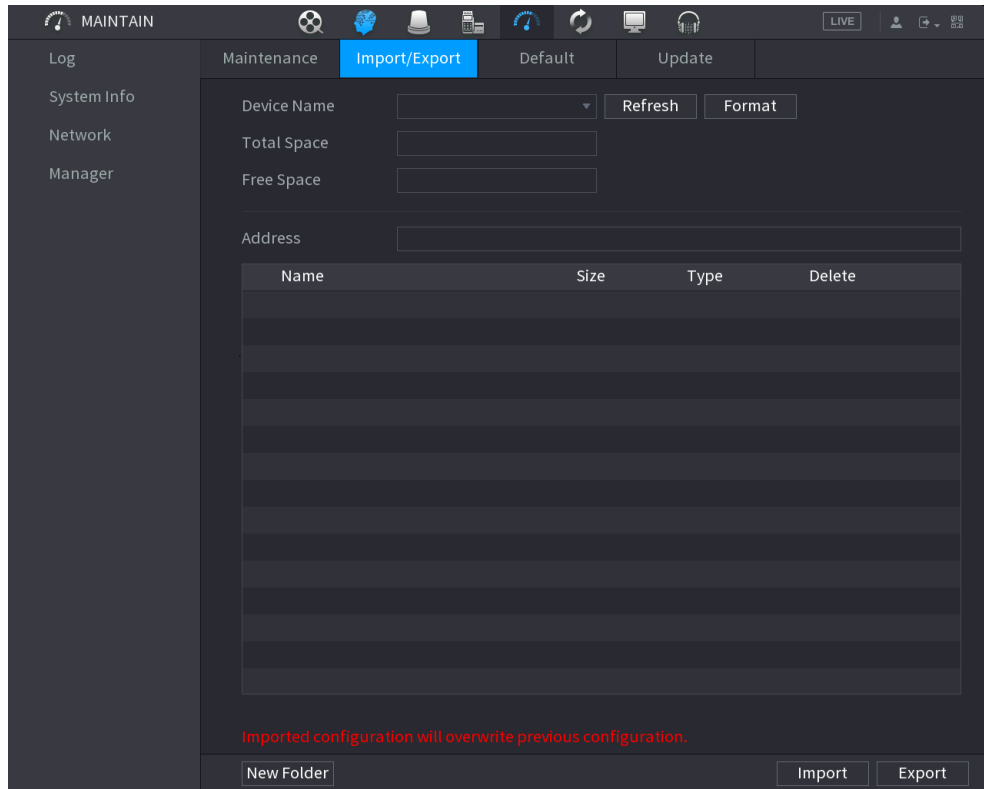 MAINTAIN
LIVE
Log
System Info
Network
Manager
Maintenance Import/Export Default Update
Device Name Refresh Format
Total Space
Free Space
Address
Name Size Type Delete
Imported configuration will overwrite previous configuration.
New Folder Import Export